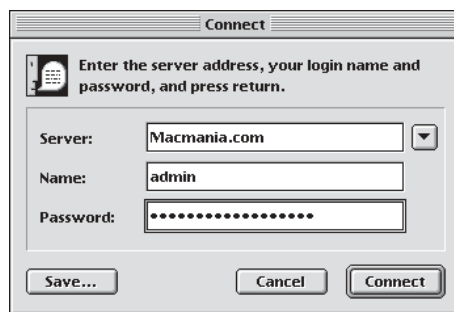 Connect
Enter the server address, your login name and
password, and press return.
Server: Macmania.com
Name: admin
Password: ••••••••••••••••••
Save... Cancel Connect